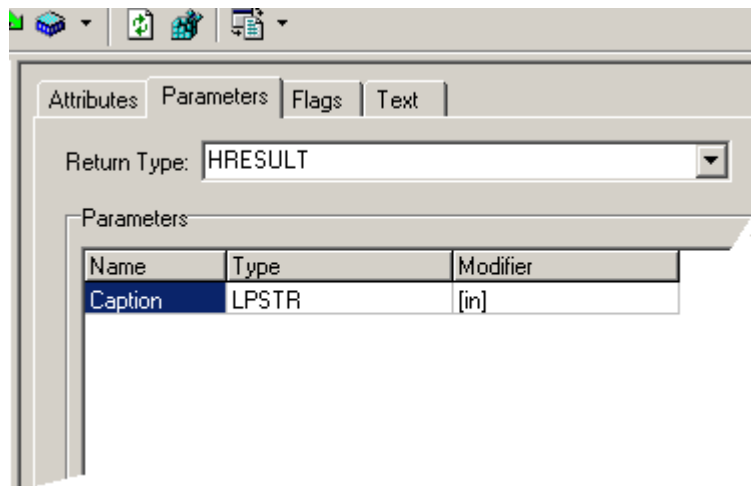 Attributes Parameters Flags Text
Return Type: HRESULT
Parameters
Name Type Modifier
Caption LPSTR [in]